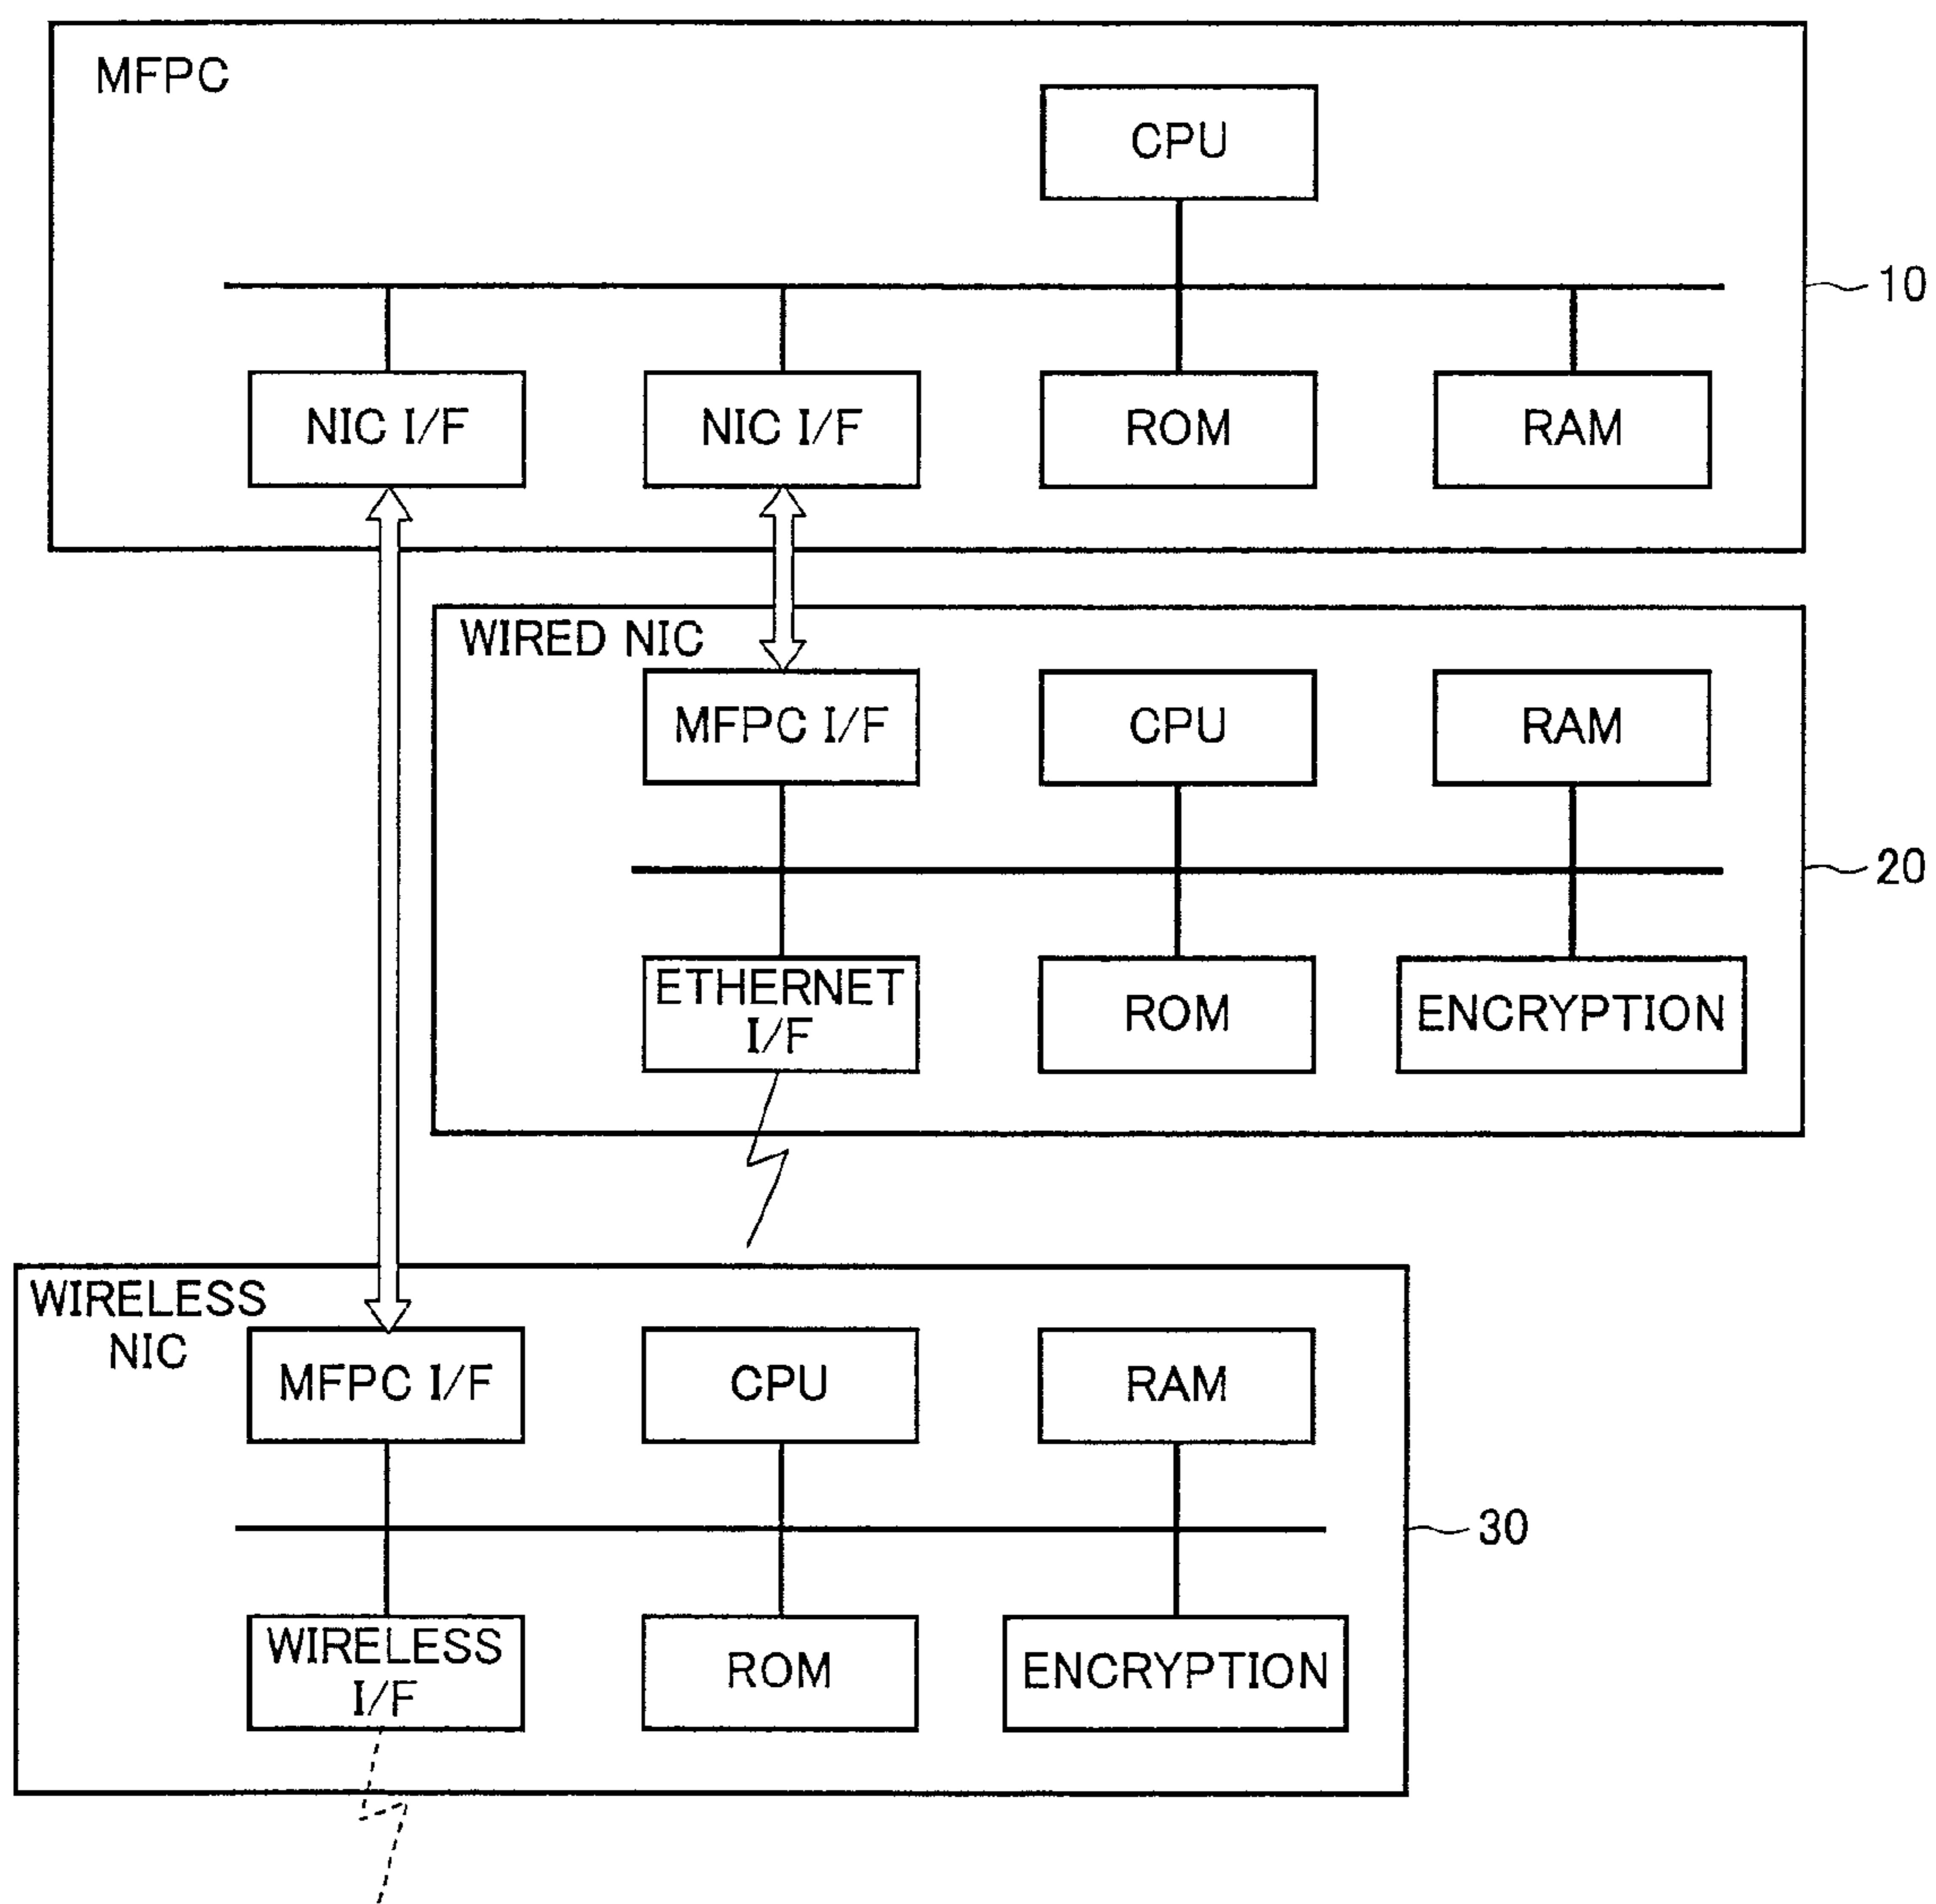 MFPC
CPU
10
NIC I/F
NIC I/F
ROM
RAM
WIRED NIC
MFPC I/F
CPU
RAM
20
ETHERNET
I/F
ROM
ENCRYPTION
WIRELESS
NIC
MFPC I/F
CPU
RAM
30
WIRELESS
I/F
ROM
ENCRYPTION